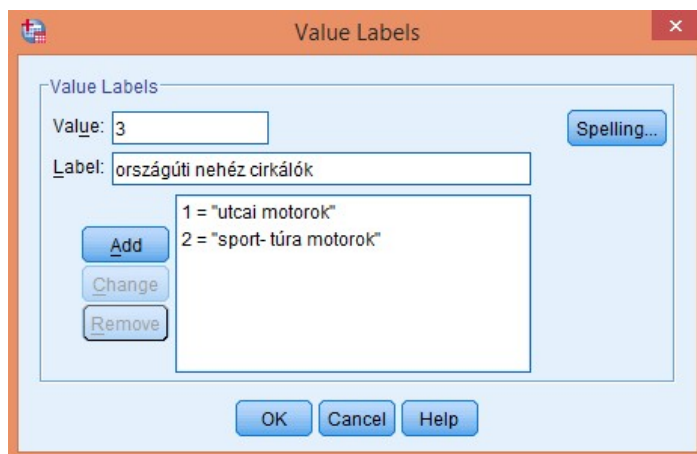 Value Labels
Value Labels
Value: 3
Spelling...
Label: országúti nehéz cirkálók
1 = "utcai motorok"
2 = "sport- túra motorok"
Add
Change
Remove
OK Cancel Help